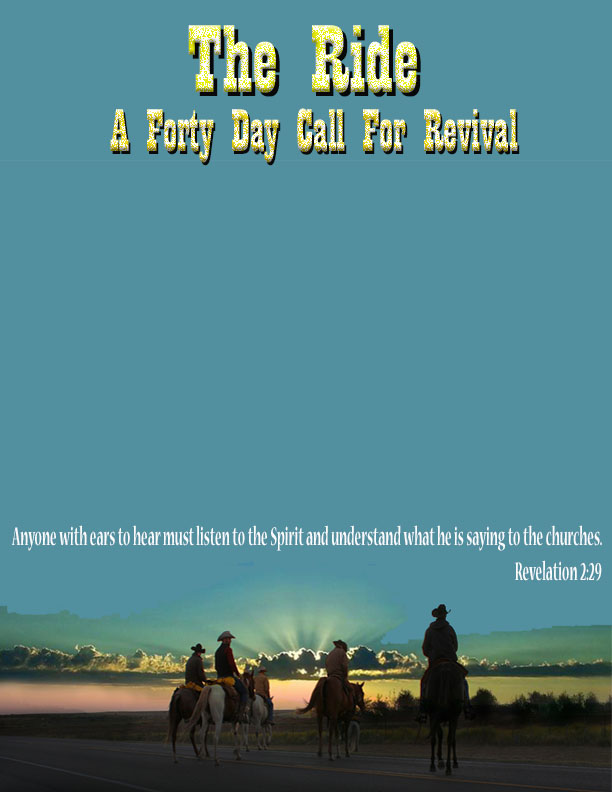 The Ride
A Forty Day Call For Revival
Anyone with ears to hear must listen to the Spirit and understand what he is saying to the churches.
Revelation 2:29